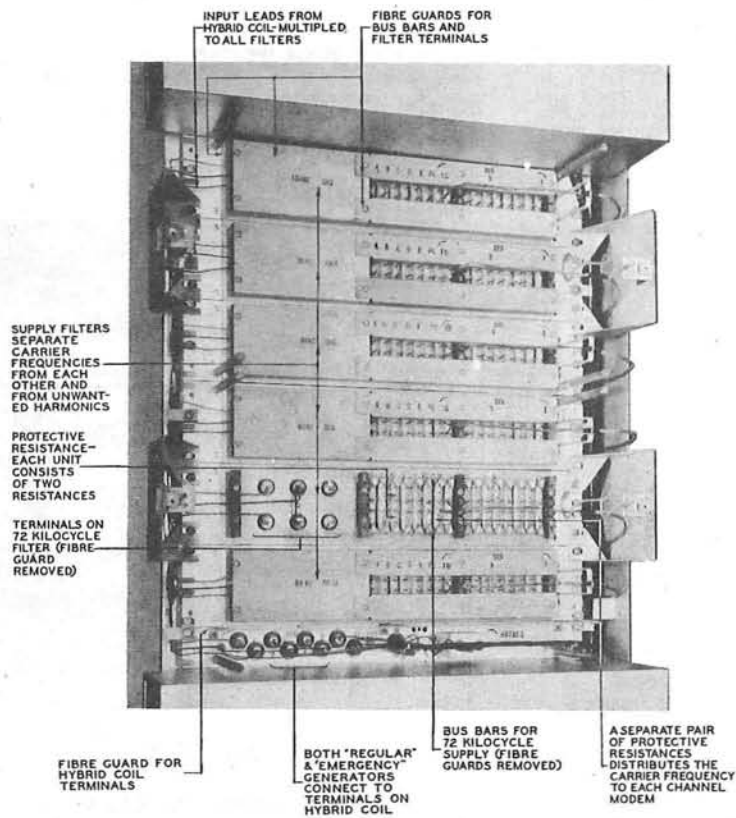 INPUT LEADS FROM
HYBRID COIL-MULTIPLED
TO ALL FILTERS
FIBRE GUARDS FOR
BUS BARS AND
FILTER TERMINALS
SUPPLY FILTERS
SEPARATE
CARRIER
FREQUENCIES
FROM EACH
OTHER AND
FROM UNWANT-
ED HARMONICS
PROTECTIVE
RESISTANCE-
EACH UNIT
CONSISTS
OF TWO
RESISTANCES
TERMINALS ON
72 KILOCYCLE
FILTER (FIBRE
GUARD
REMOVED)
FIBRE GUARD FOR
HYBRID COIL
TERMINALS
BOTH "REGULAR"
& "EMERGENCY"
GENERATORS
CONNECT TO
TERMINALS ON
HYBRID COIL
BUS BARS FOR
72 KILOCYCLE
SUPPLY (FIBRE
GUARDS REMOVED)
A SEPARATE PAIR
OF PROTECTIVE
RESISTANCES
DISTRIBUTES THE
CARRIER FREQUENCY
TO EACH CHANNEL
MODEM